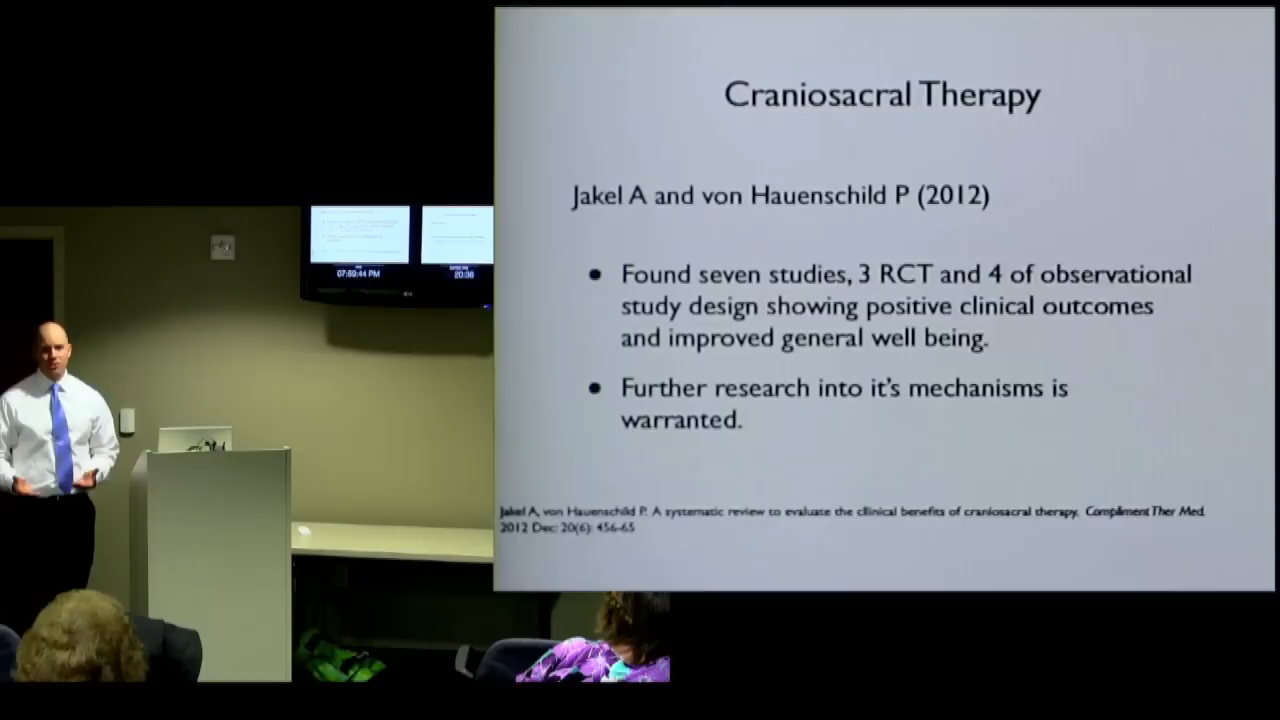 Craniosacral Therapy
Jakel A and von Hauenschild P (2012)
• Found seven studies, 3 RCT and 4 of observational
study design showing positive clinical outcomes
and improved general well being.
• Further research into it's mechanisms is
warranted.
Jakel A, von Hauenschild P. A systematic review to evaluate the clinical benefits of craniosacral therapy. Compliment Ther Med.
2012 Dec: 20(6): 456-65
07:59:44 PM
20:36